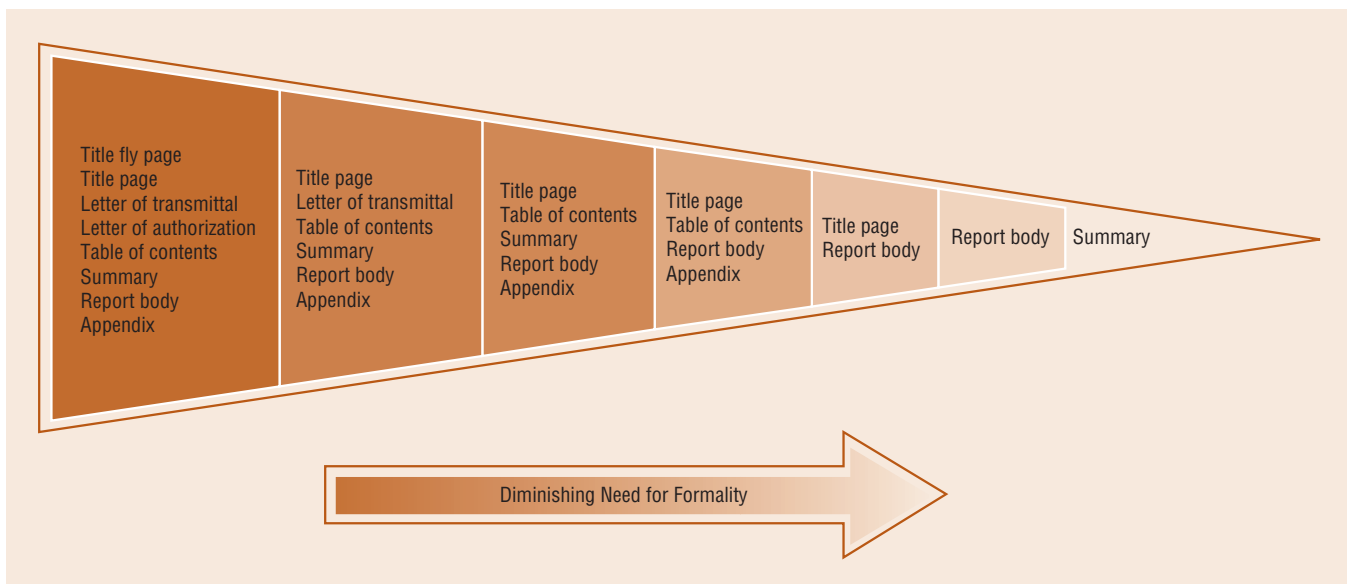 Title fly page
Title page
Letter of transmittal
Letter of authorization
Table of contents
Summary
Report body
Appendix
Title page
Letter of transmittal
Table of contents
Summary
Report body
Appendix
Title page
Table of contents
Summary
Report body
Appendix
Title page
Table of contents
Report body
Appendix
Title page
Report body
Report body
Summary
Diminishing Need for Formality